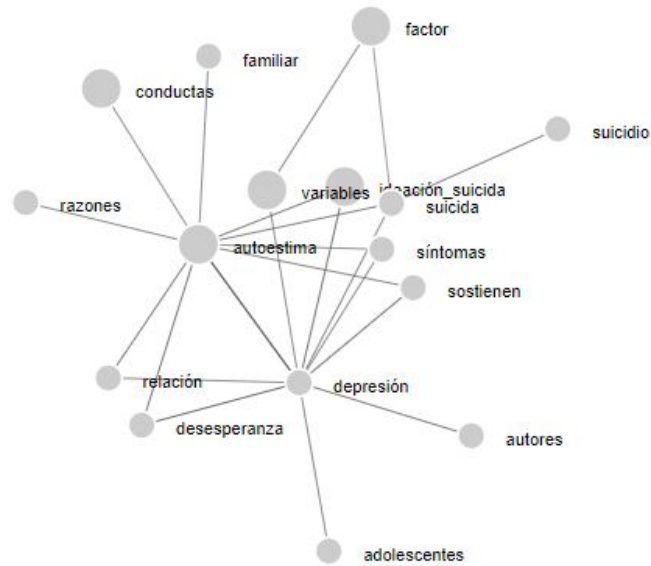 factor
familiar
conductas
suicidio
variables
ideación_suicida
suicida
razones
autoestima
síntomas
sostienen
relación
depresión
desesperanza
autores
adolescentes